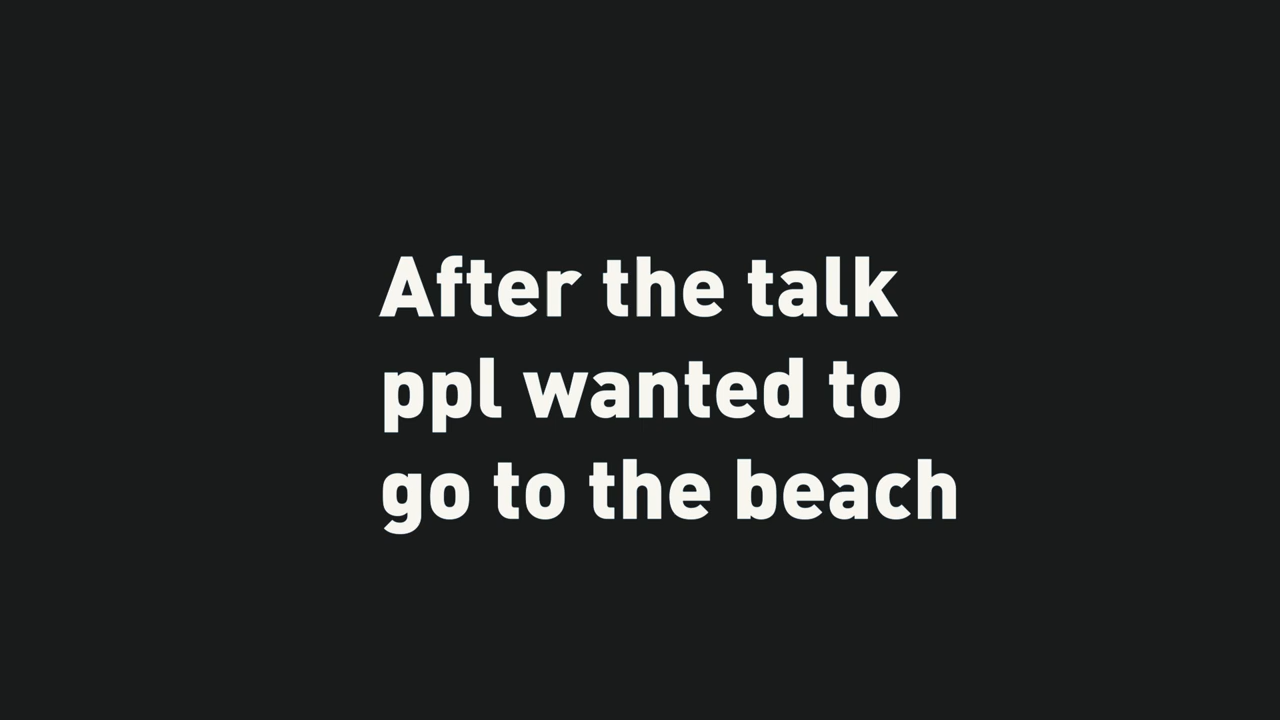 After the talk
ppl wanted to
go to the beach